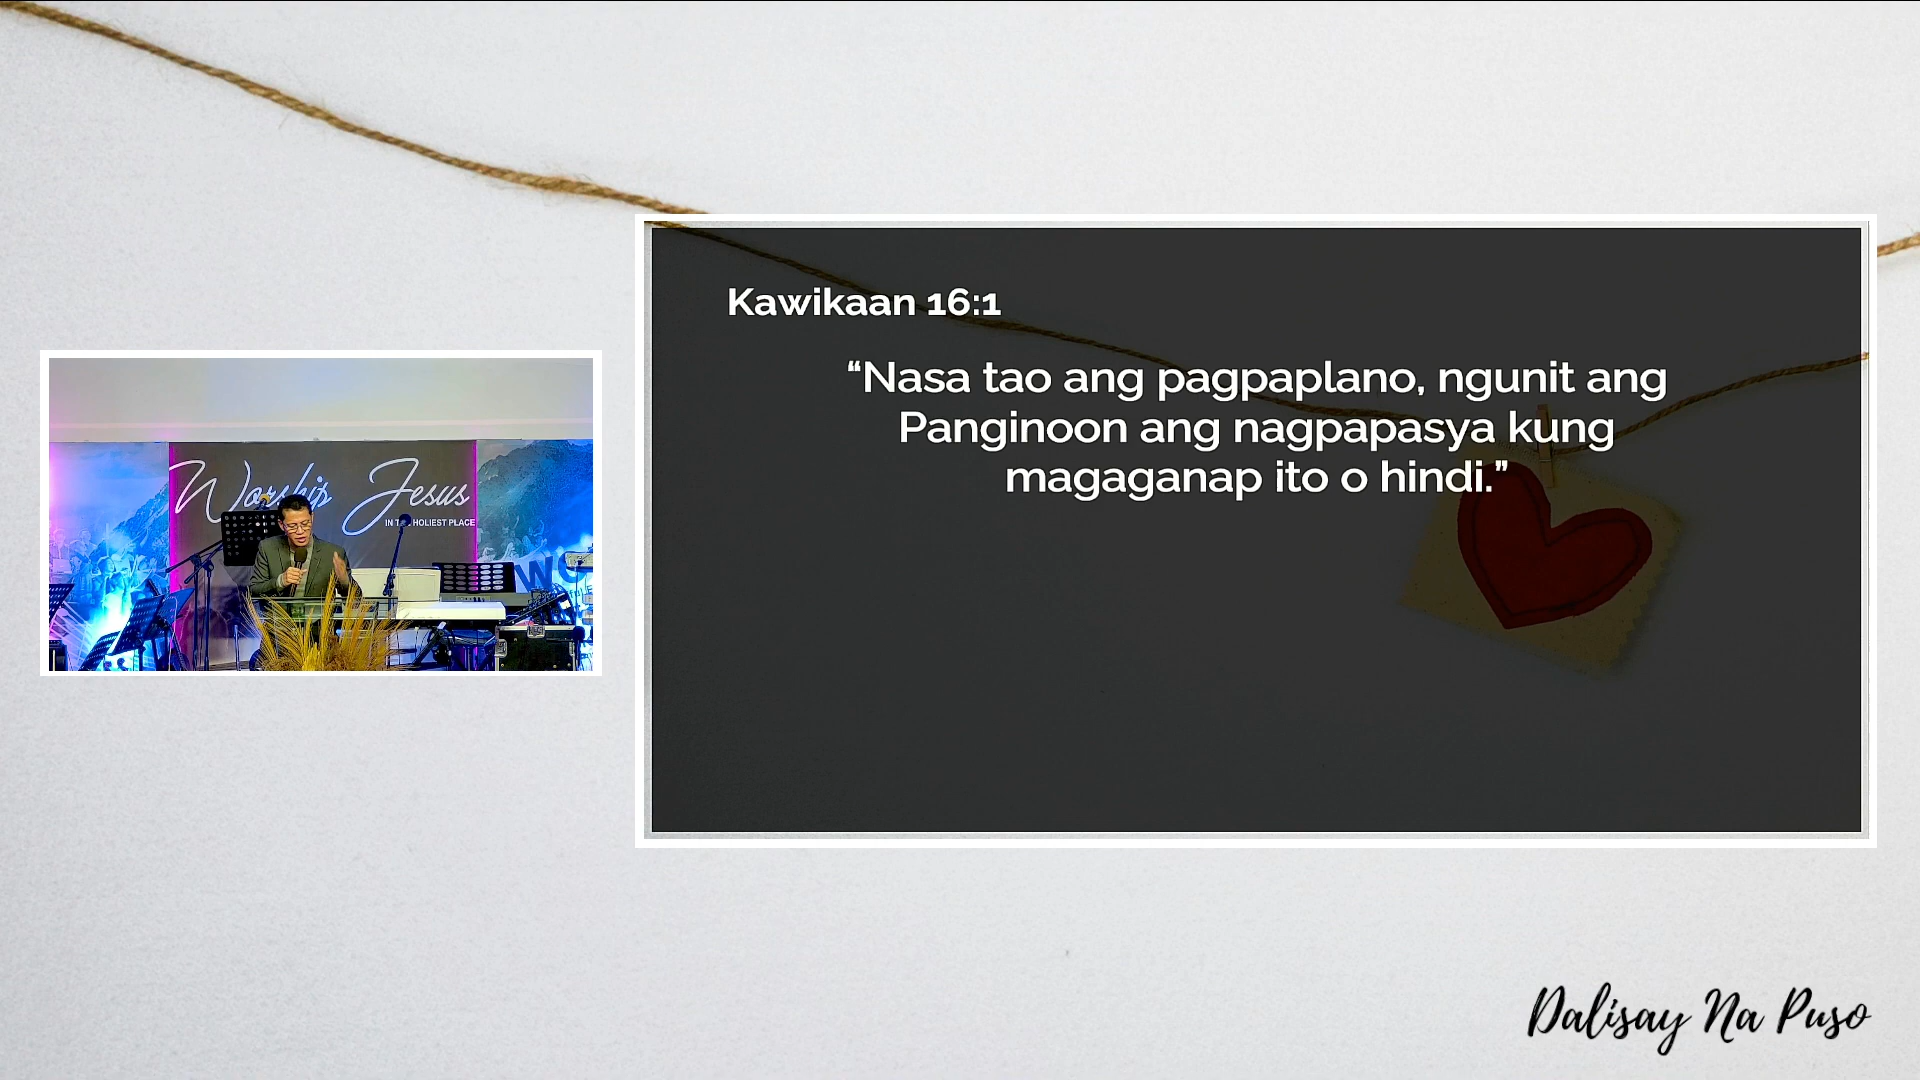 Worship Jesus
HOLIEST PLACE
Kawikaan 16:1
“Nasa tao ang pagpaplano, ngunit ang
Panginoon ang nagpapasya kung
magaganap ito o hindi.”
Dalisay Na Puso